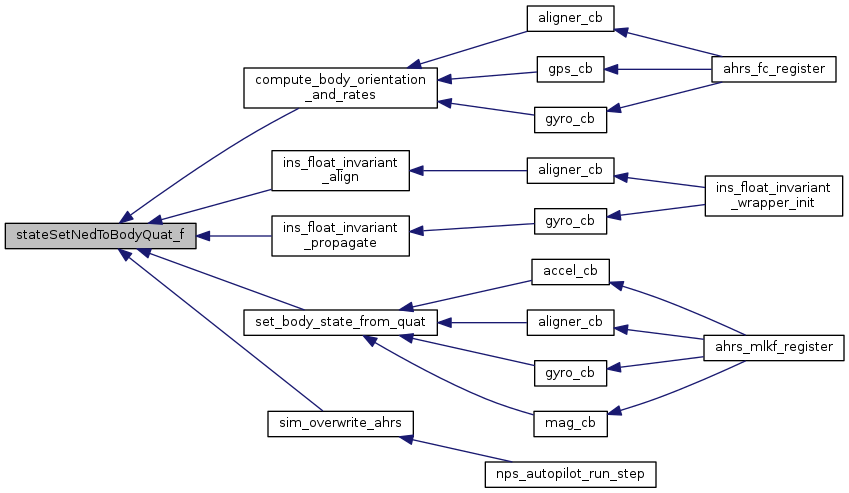 stateSetNedToBodyQuat_f
compute_body_orientation
_and_rates
aligner_cb
gps_cb
gyro_cb
ahrs_fc_register
ins_float_invariant
_align
aligner_cb
ins_float_invariant
_propagate
gyro_cb
ins_float_invariant
_wrapper_init
set_body_state_from_quat
accel_cb
aligner_cb
gyro_cb
mag_cb
ahrs_mlkf_register
sim_overwrite_ahrs
nps_autopilot_run_step